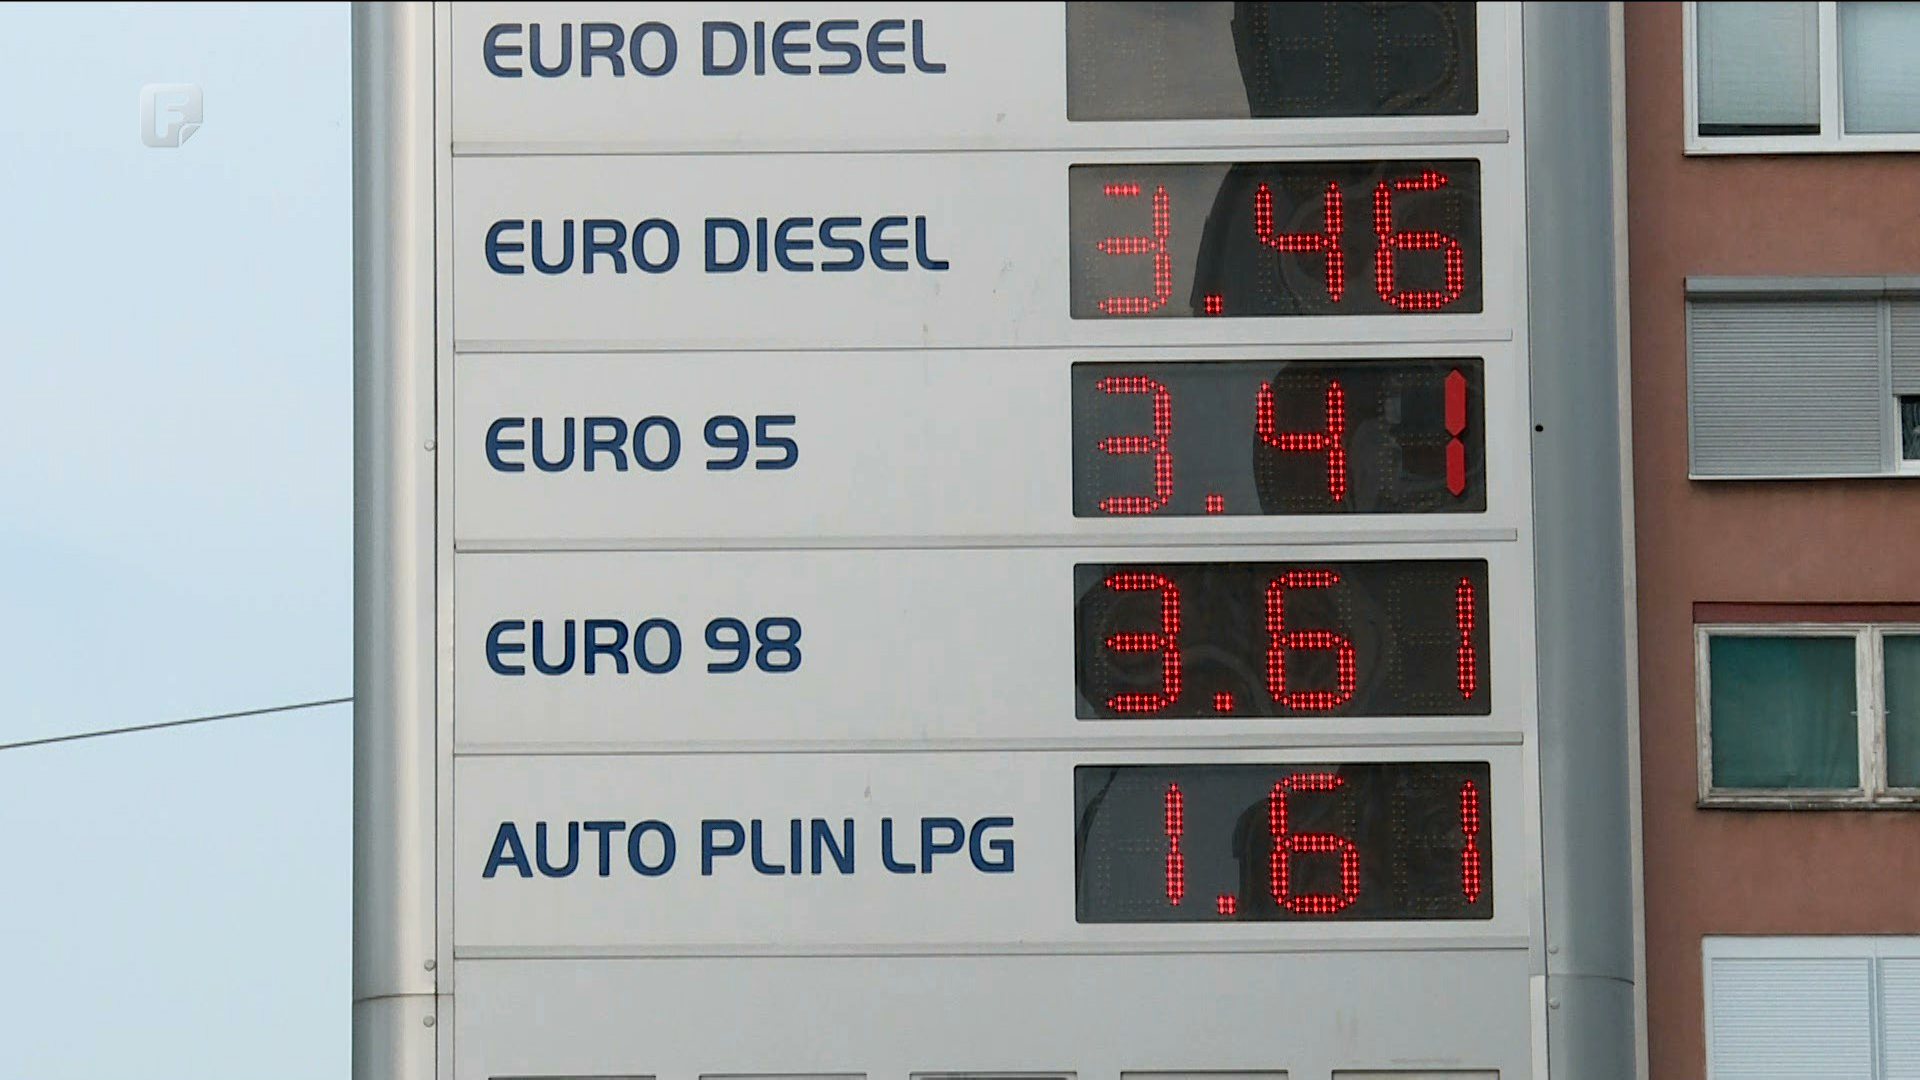 F
EURO DIESEL
EURO DIESEL 3.46
EURO 95 3.41
EURO 98 3.61
AUTO PLIN LPG 1.61